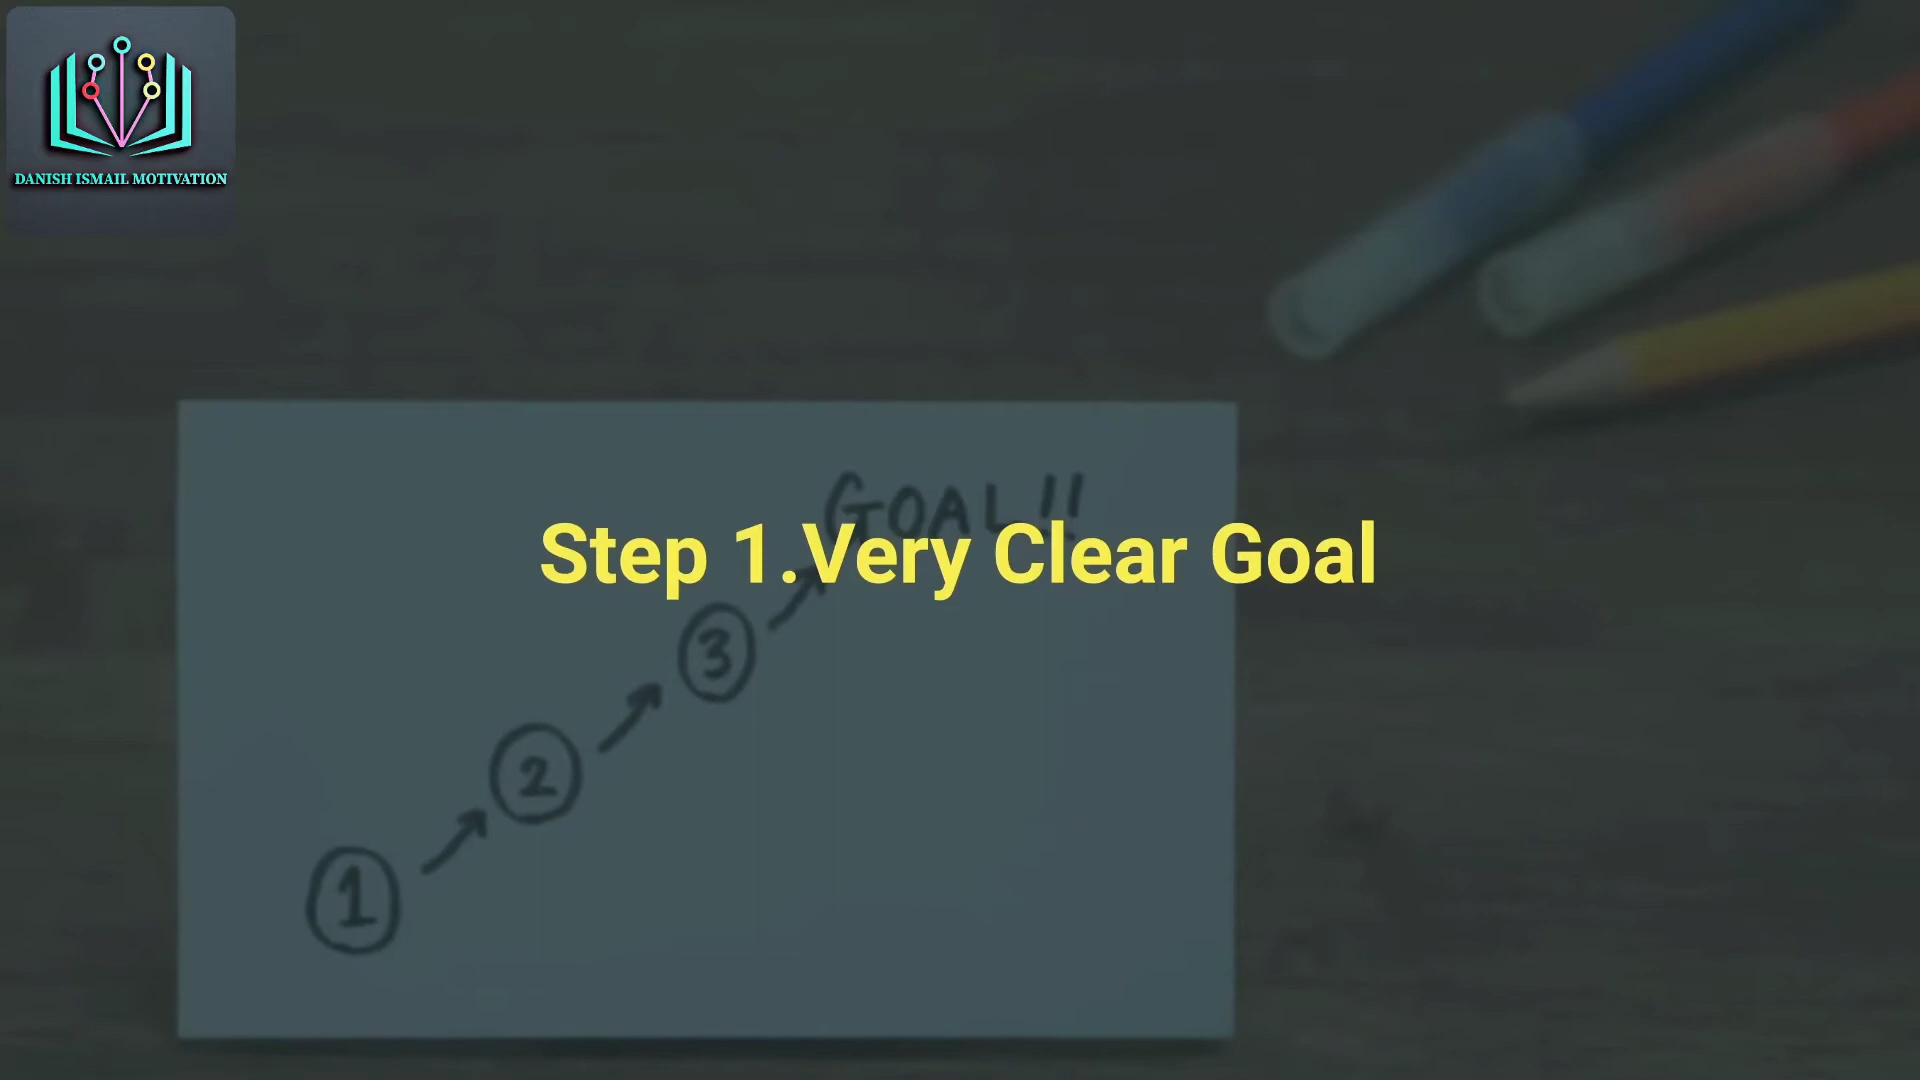 DANISH ISMAIL MOTIVATION
GOAL!!
Step 1.Very Clear Goal
3
2
1